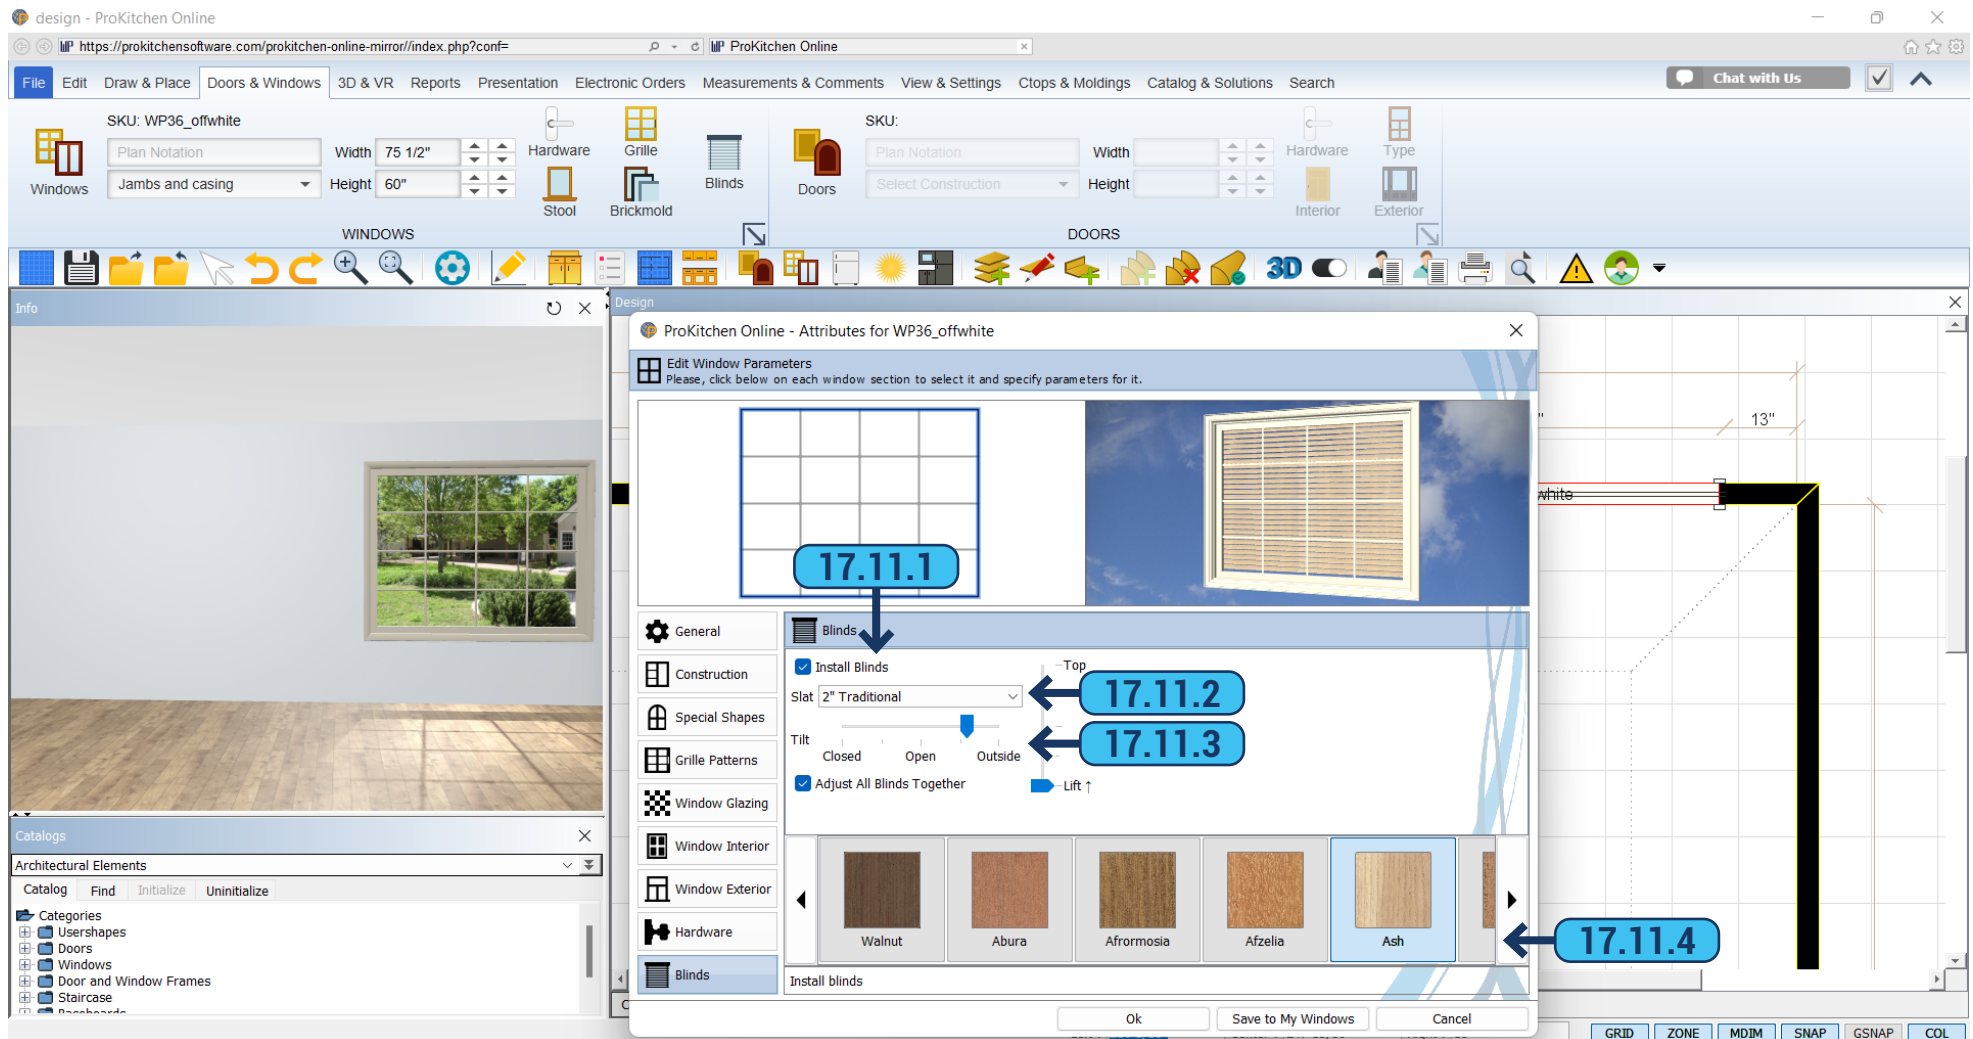 design - ProKitchen Online
https://prokitchensoftware.com/prokitchen-online-mirror//index.php?conf=
ProKitchen Online
File Edit Draw & Place Doors & Windows 3D & VR Reports Presentation Electronic Orders Measurements & Comments View & Settings Ctops & Moldings Catalog & Solutions Search
Chat with Us
SKU: WP36_offwhite
Plan Notation
Width 75 1/2"
Jambs and casing
Height 60"
Windows
Hardware
Grille
Stool
Brickmold
Blinds
WINDOWS
SKU:
Plan Notation
Width
Select Construction
Height
Doors
Hardware
Type
Interior
Exterior
DOORS
3D
Info
Design
ProKitchen Online - Attributes for WP36_offwhite
Edit Window Parameters
Please, click below on each window section to select it and specify parameters for it.
13"
white
17.11.1
General
Construction
Special Shapes
Grille Patterns
Window Glazing
Window Interior
Window Exterior
Hardware
Blinds
Blinds
Install Blinds
Top
Slat 2" Traditional
17.11.2
Tilt
Closed Open Outside
17.11.3
Adjust All Blinds Together
Lift ↑
Walnut Abura Afrormosia Afzelia Ash
17.11.4
Install blinds
Ok Save to My Windows Cancel
Catalogs
Architectural Elements
Catalog Find Initialize Uninitialize
Categories
Usershapes
Doors
Windows
Door and Window Frames
Staircase
Baseboards
GRID ZONE MDIM SNAP GSNAP COL